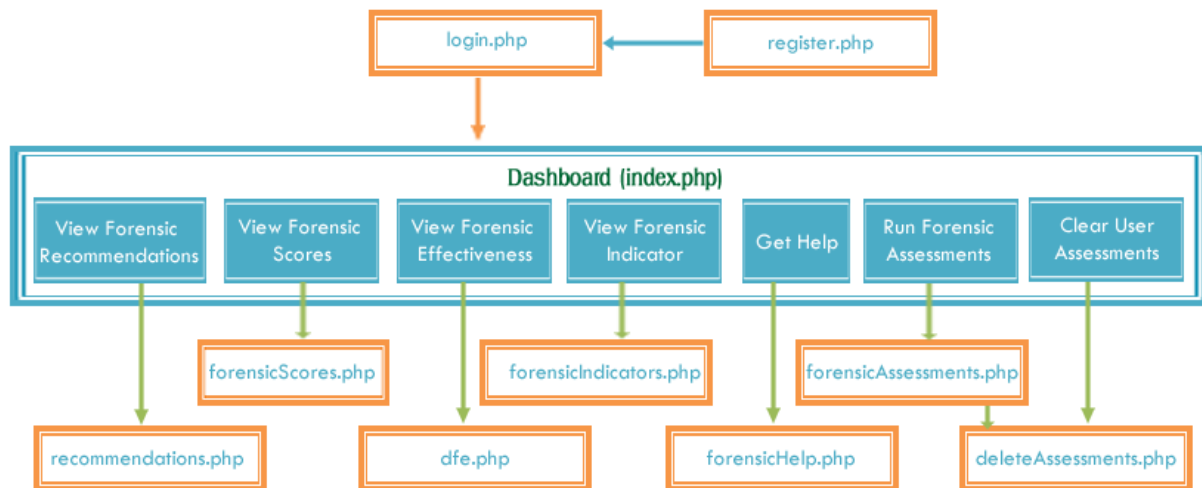 login.php
register.php
Dashboard (index.php)
View Forensic
Recommendations
View Forensic
Scores
View Forensic
Effectiveness
View Forensic
Indicator
Get Help
Run Forensic
Assessments
Clear User
Assessments
forensicScores.php
forensicIndicators.php
forensicAssessments.php
recommendations.php
dfe.php
forensicHelp.php
deleteAssessments.php